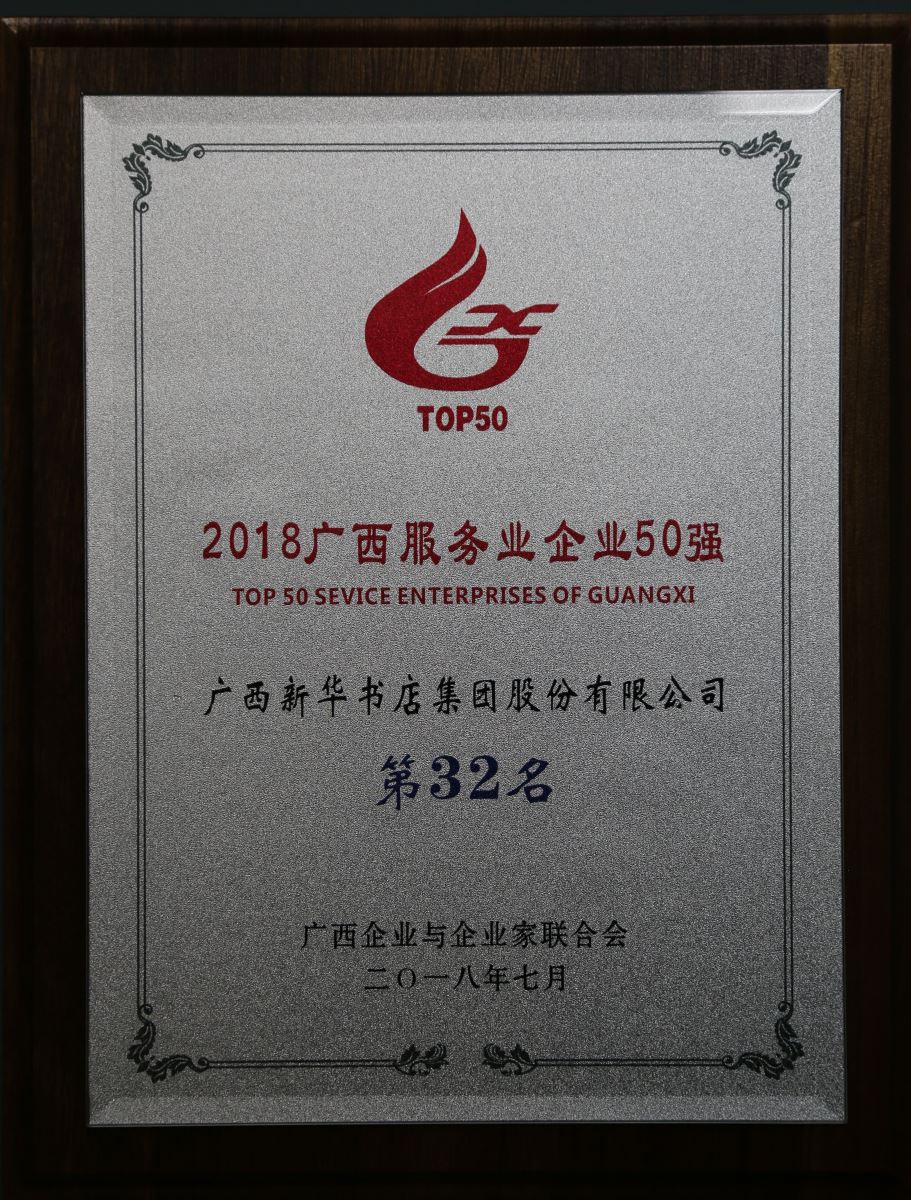 TOP50
2018广西服务业企业50强
TOP 50 SEVICE ENTERPRISES OF GUANGXI
广西新华书店集团股份有限公司
第32名
广西企业与企业家联合会
二〇一八年七月